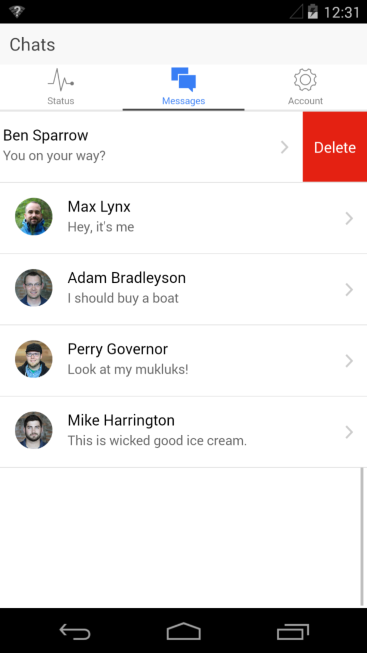 12:31
Chats
Status
Messages
Account
Ben Sparrow
You on your way?
Delete
Max Lynx
Hey, it's me
Adam Bradleyson
I should buy a boat
Perry Governor
Look at my mukluks!
Mike Harrington
This is wicked good ice cream.